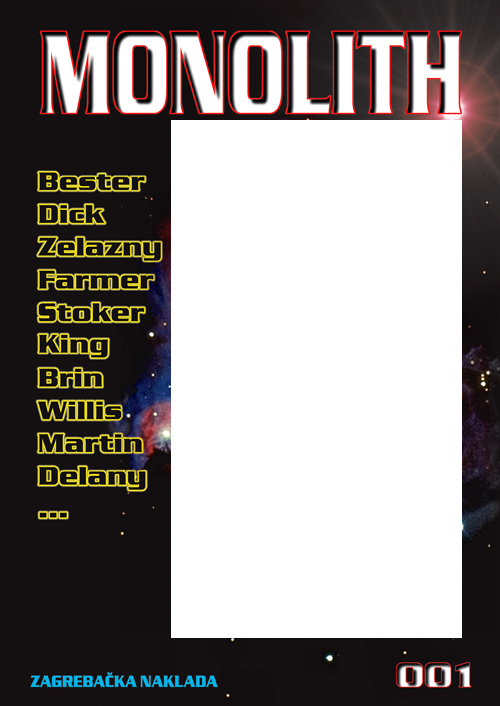 MONOLITH
Bester
Dick
Zelazny
Farmer
Stoker
King
Brin
Willis
Martin
Delany
...
ZAGREBAČKA NAKLADA
001